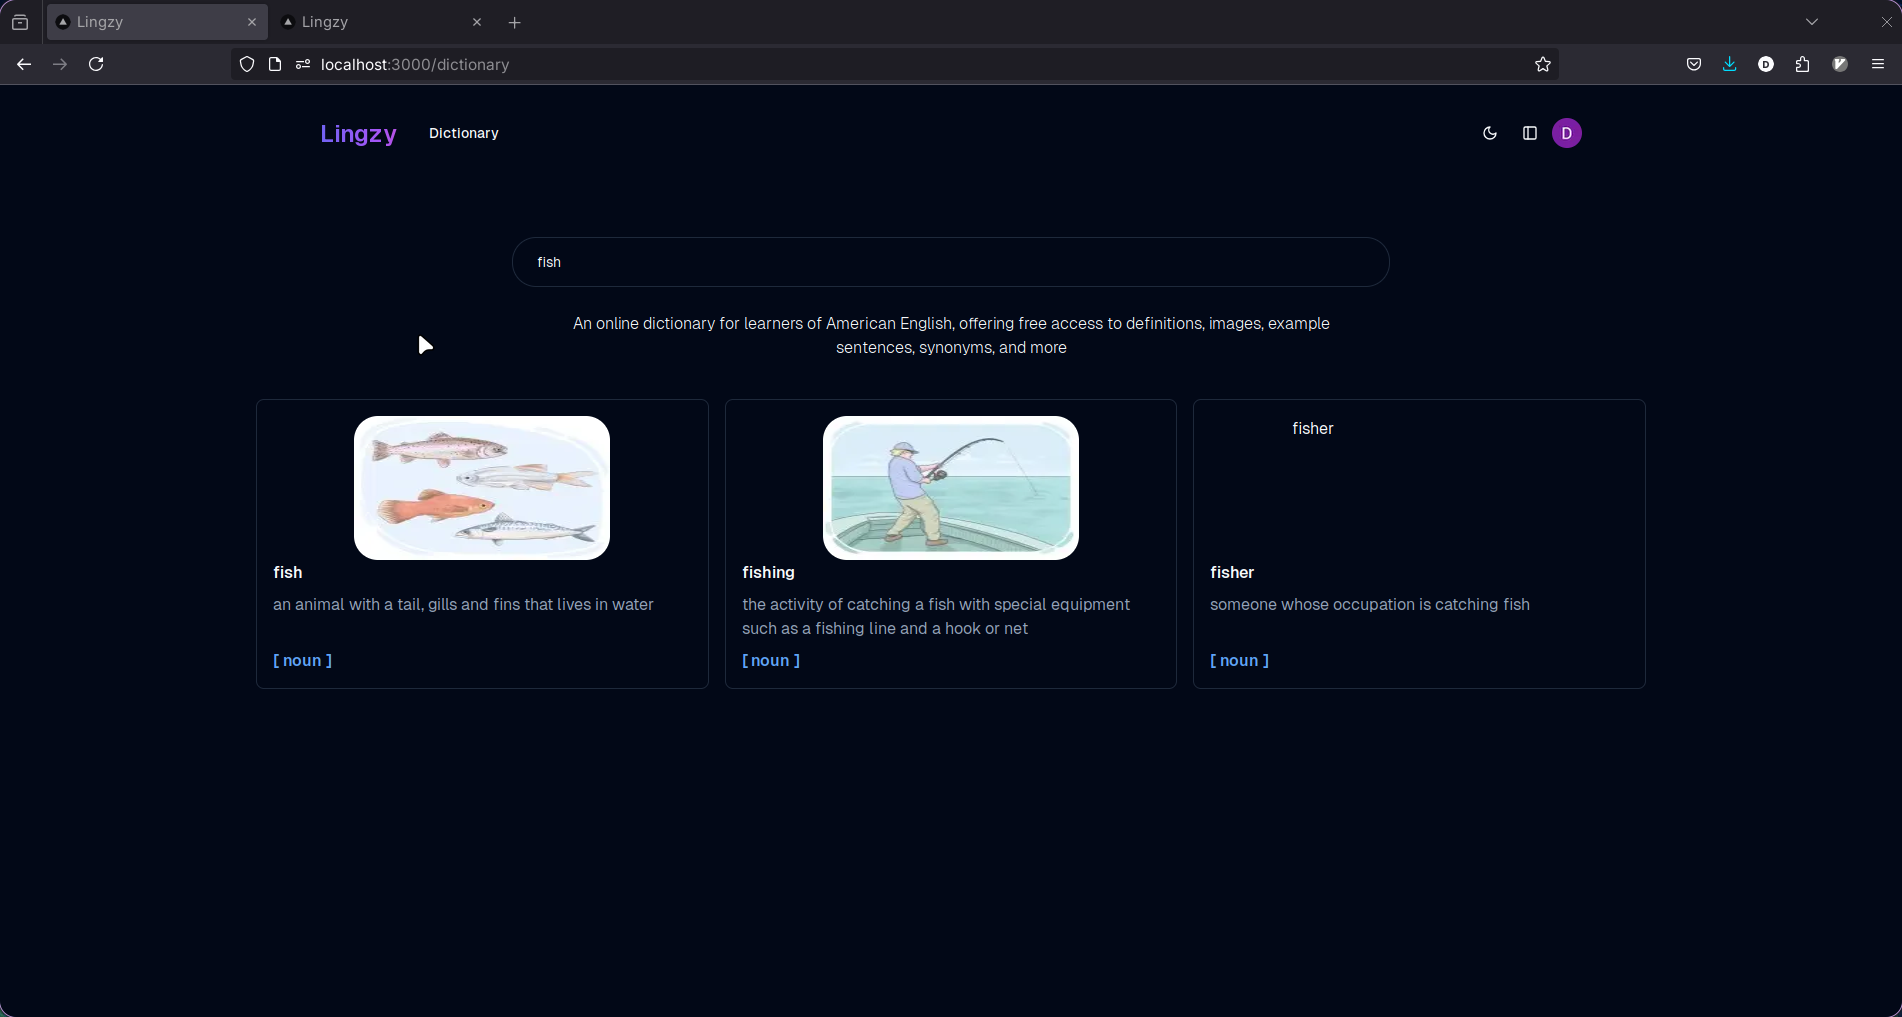 Lingzy
Lingzy
localhost:3000/dictionary
D
Lingzy
Dictionary
D
fish
An online dictionary for learners of American English, offering free access to definitions, images, example
sentences, synonyms, and more
fish
an animal with a tail, gills and fins that lives in water
[ noun ]
fishing
the activity of catching a fish with special equipment
such as a fishing line and a hook or net
[ noun ]
fisher
fisher
someone whose occupation is catching fish
[ noun ]